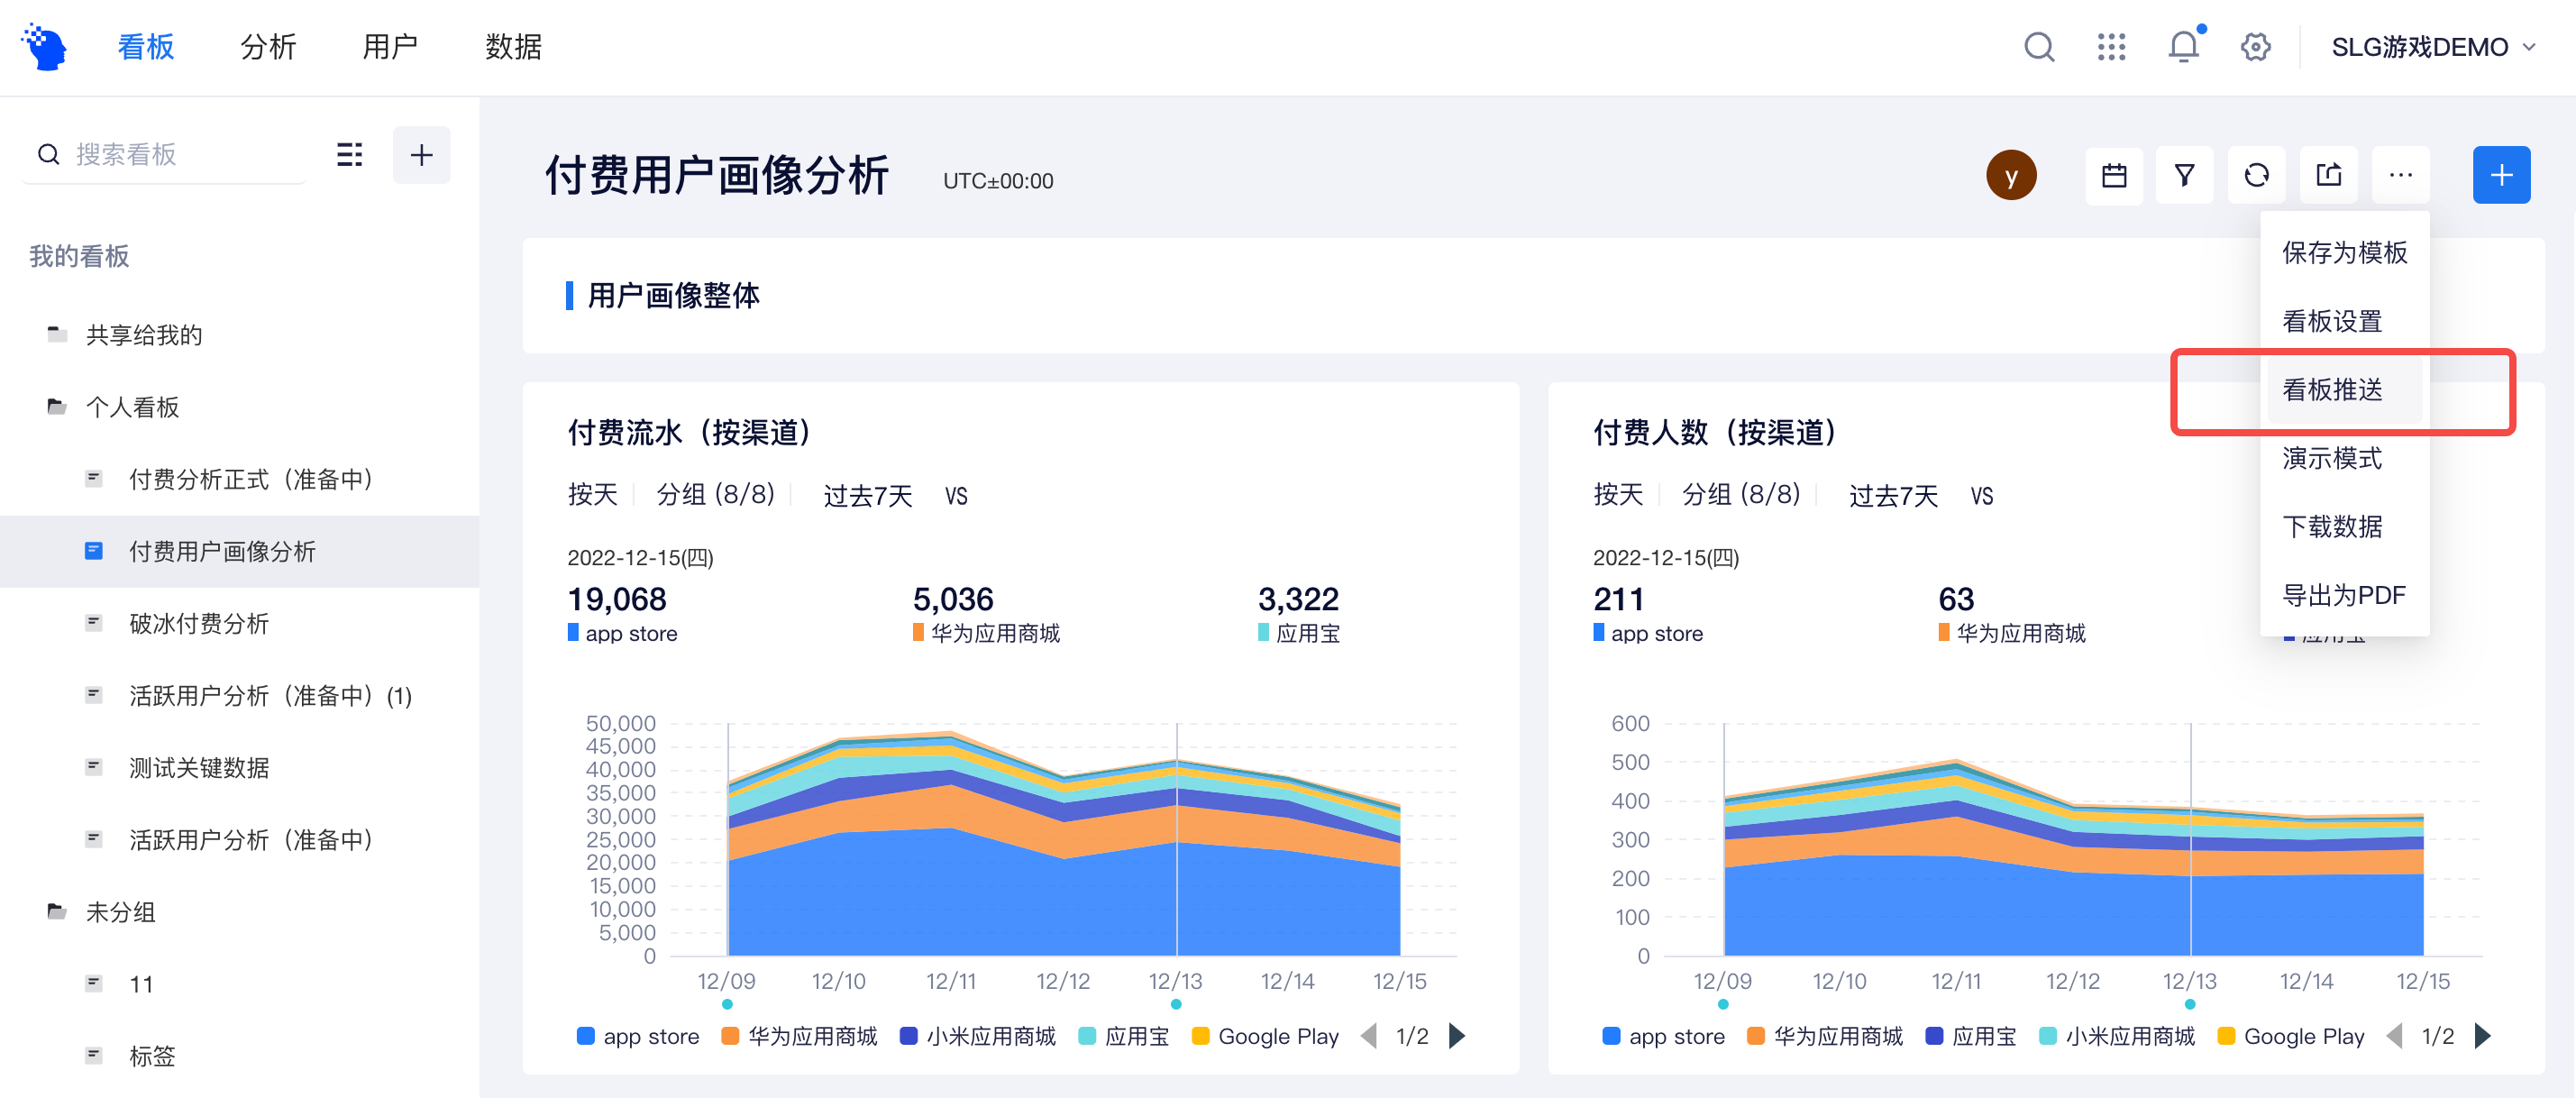 看板 分析 用户 数据 SLG游戏DEMO
搜索看板
我的看板
共享给我的
个人看板
付费分析正式（准备中）
付费用户画像分析
破冰付费分析
活跃用户分析（准备中）(1)
测试关键数据
活跃用户分析（准备中）
未分组
11
标签
付费用户画像分析 UTC±00:00
y
保存为模板
看板设置
看板推送
演示模式
下载数据
导出为PDF
用户画像整体
付费流水（按渠道）
按天 分组 (8/8) 过去7天 VS
2022-12-15(四)
19,068 5,036 3,322
app store 华为应用商城 应用宝
50,000
45,000
40,000
35,000
30,000
25,000
20,000
15,000
10,000
5,000
0
12/09 12/10 12/11 12/12 12/13 12/14 12/15
app store 华为应用商城 小米应用商城 应用宝 Google Play 1/2
付费人数（按渠道）
按天 分组 (8/8) 过去7天 VS
2022-12-15(四)
211 63
app store 华为应用商城 应用宝
600
500
400
300
200
100
0
12/09 12/10 12/11 12/12 12/13 12/14 12/15
app store 华为应用商城 应用宝 小米应用商城 Google Play 1/2